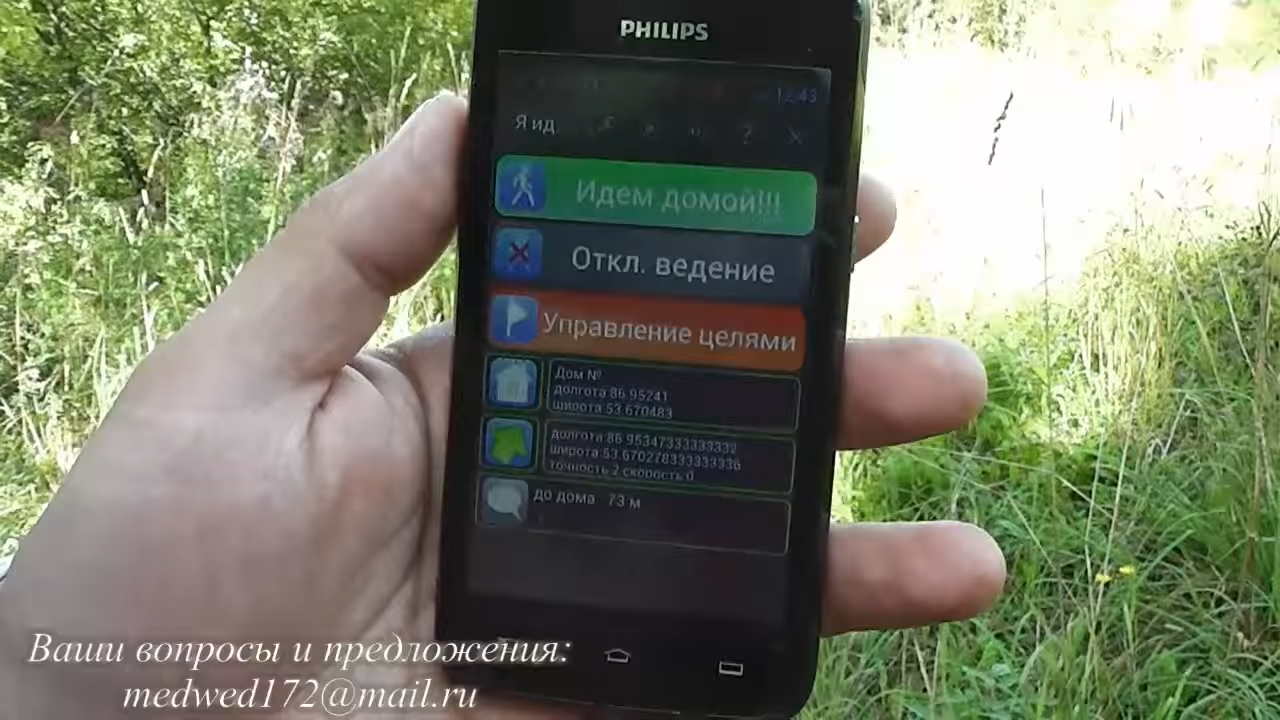 PHILIPS
12:43
Я ид
?
Идем домой!!!
Откл. ведение
Управление целями
Дом №
долгота 86.95241
широта 53.670483
долгота 86.95347333333332
широта 53.670278333333336
точность 2 скорость 0
до дома 73 м
Ваши вопросы и предложения:
medwed172@mail.ru